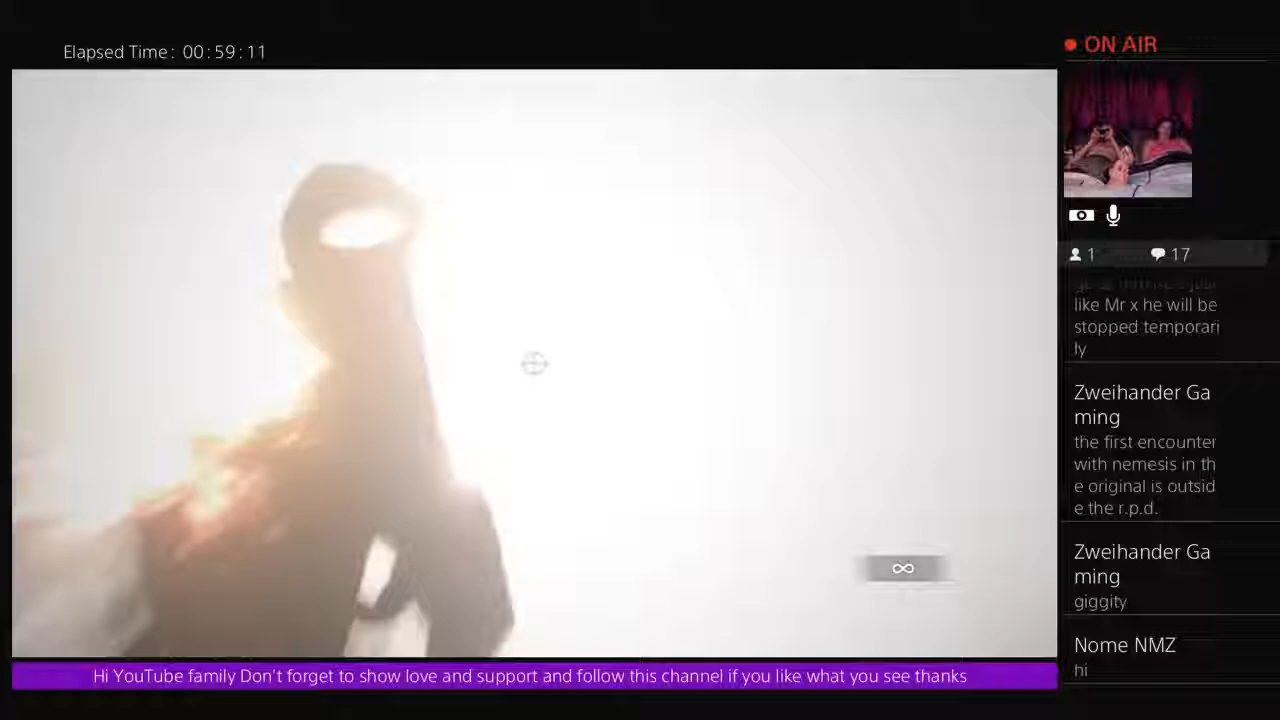 Elapsed Time: 00:59:11
ON AIR
1
17
like Mr x he will be
stopped temporari
ly
Zweihander Ga
ming
the first encounter
with nemesis in th
e original is outsid
e the r.p.d.
Zweihander Ga
ming
giggity
Nome NMZ
hi
∞
Hi YouTube family Don't forget to show love and support and follow this channel if you like what you see thanks